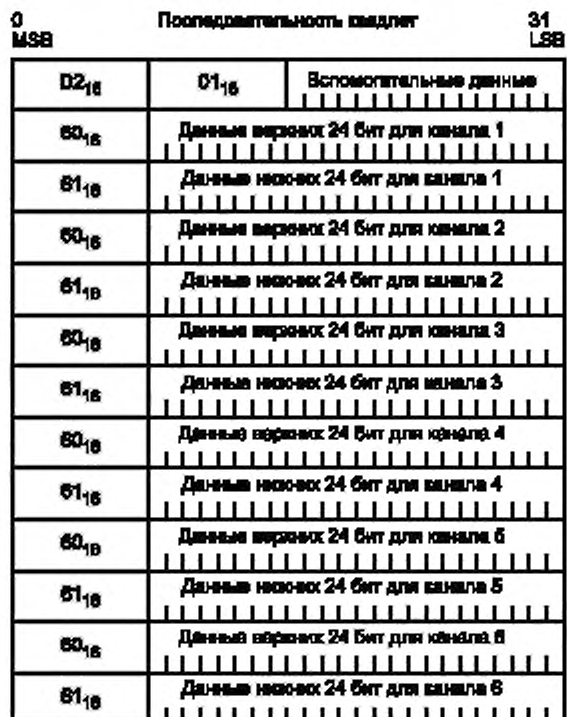 0 Последовательность квадлет 31
MSB LSB
D2₁₆ 01₁₆ Вспомогательные данные
60₁₆ Данные верхних 24 бит для канала 1
61₁₆ Данные нижних 24 бит для канала 1
60₁₆ Данные верхних 24 бит для канала 2
61₁₆ Данные нижних 24 бит для канала 2
60₁₆ Данные верхних 24 бит для канала 3
61₁₆ Данные нижних 24 бит для канала 3
60₁₆ Данные верхних 24 бит для канала 4
61₁₆ Данные нижних 24 бит для канала 4
60₁₆ Данные верхних 24 бит для канала 5
61₁₆ Данные нижних 24 бит для канала 5
60₁₆ Данные верхних 24 бит для канала 6
61₁₆ Данные нижних 24 бит для канала 6